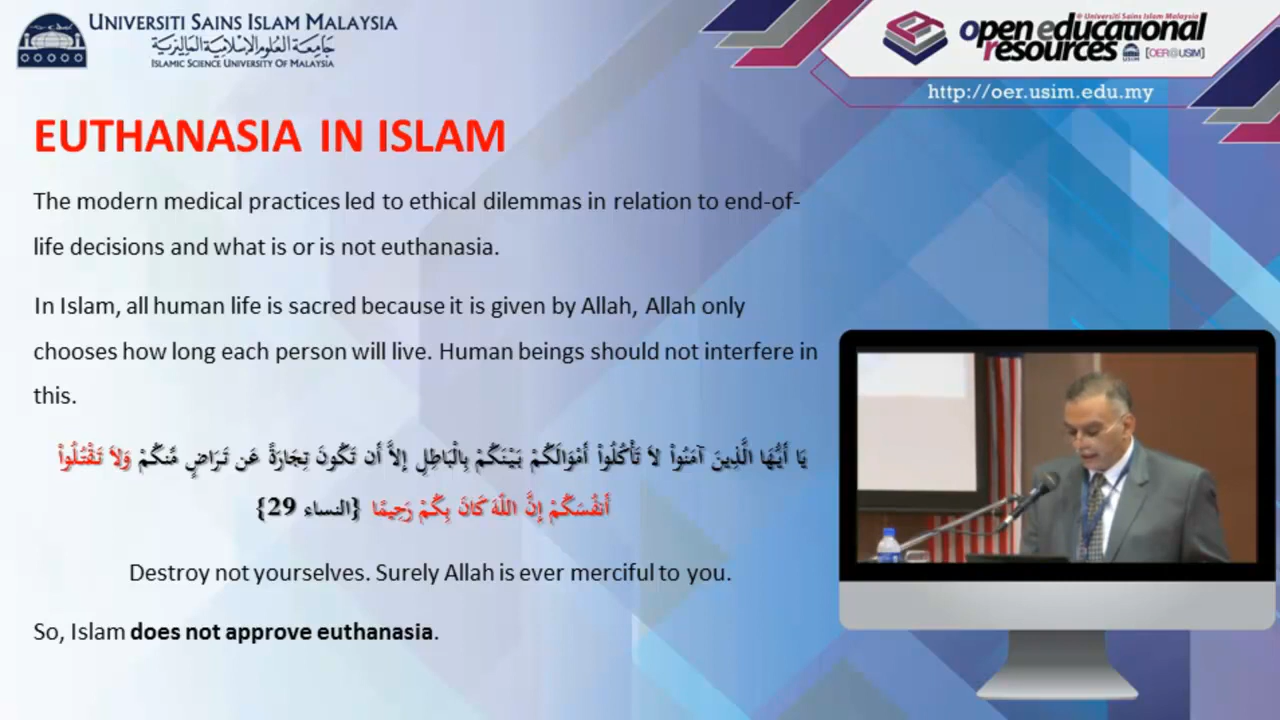 UNIVERSITI SAINS ISLAM MALAYSIA
جامعة العلوم الإسلامية الماليزية
ISLAMIC SCIENCE UNIVERSITY OF MALAYSIA
@ Universiti Sains Islam Malaysia
open educational
resources
USIM
[OER@USIM]
http://oer.usim.edu.my
EUTHANASIA IN ISLAM
The modern medical practices led to ethical dilemmas in relation to end-of-
life decisions and what is or is not euthanasia.
In Islam, all human life is sacred because it is given by Allah, Allah only
chooses how long each person will live. Human beings should not interfere in
this.
يَا أَيُّهَا الَّذِينَ آمَنُواْ لاَ تَأْكُلُواْ أَمْوَالَكُمْ بَيْنَكُمْ بِالْبَاطِلِ إِلاَّ أَن تَكُونَ تِجَارَةً عَن تَرَاضٍ مِّنكُمْ وَلاَ تَقْتُلُواْ
أَنفُسَكُمْ إِنَّ اللّهَ كَانَ بِكُمْ رَحِيمًا {النساء 29}
Destroy not yourselves. Surely Allah is ever merciful to you.
So, Islam does not approve euthanasia.